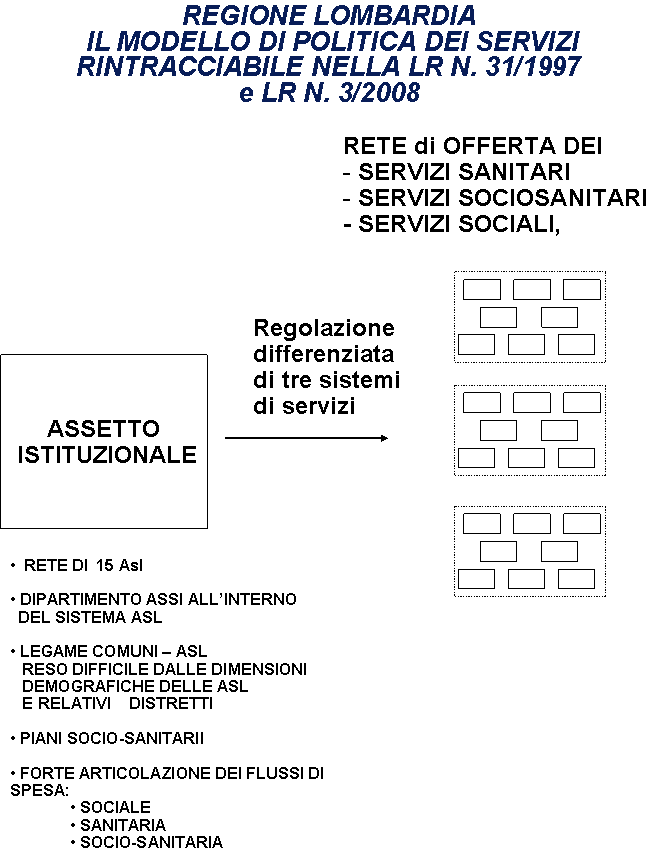 REGIONE LOMBARDIA
IL MODELLO DI POLITICA DEI SERVIZI
RINTRACCIABILE NELLA LR N. 31/1997
e LR N. 3/2008
RETE di OFFERTA DEI
- SERVIZI SANITARI
- SERVIZI SOCIOSANITARI
- SERVIZI SOCIALI,
Regolazione
differenziata
di tre sistemi
di servizi
ASSETTO
ISTITUZIONALE
• RETE DI 15 Asl
• DIPARTIMENTO ASSI ALL'INTERNO
DEL SISTEMA ASL
• LEGAME COMUNI – ASL
RESO DIFFICILE DALLE DIMENSIONI
DEMOGRAFICHE DELLE ASL
E RELATIVI DISTRETTI
• PIANI SOCIO-SANITARII
• FORTE ARTICOLAZIONE DEI FLUSSI DI
SPESA:
• SOCIALE
• SANITARIA
• SOCIO-SANITARIA